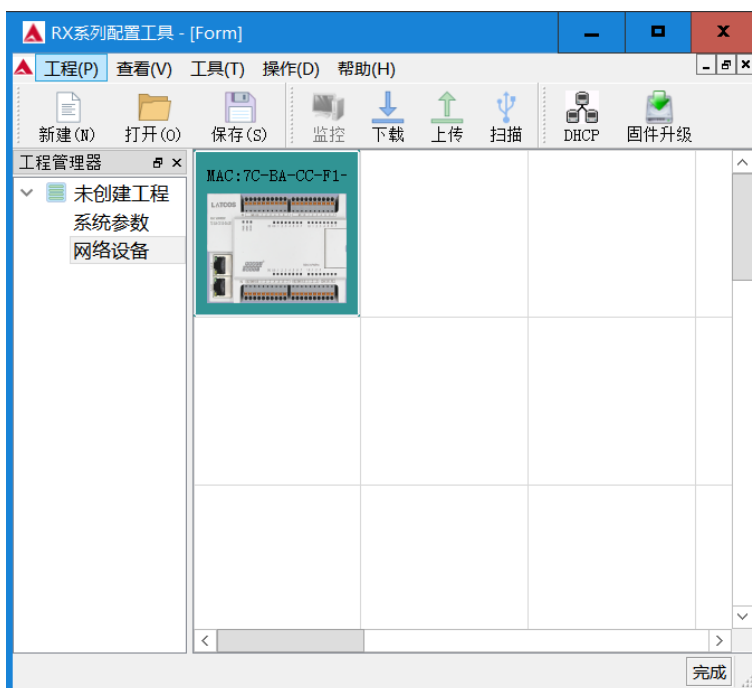 RX系列配置工具 - [Form]
工程(P) 查看(V) 工具(T) 操作(D) 帮助(H)
新建(N) 打开(O) 保存(S) 监控 下载 上传 扫描 DHCP 固件升级
工程管理器
未创建工程
系统参数
网络设备
MAC:7C-BA-CC-F1-
LATCOS
完成